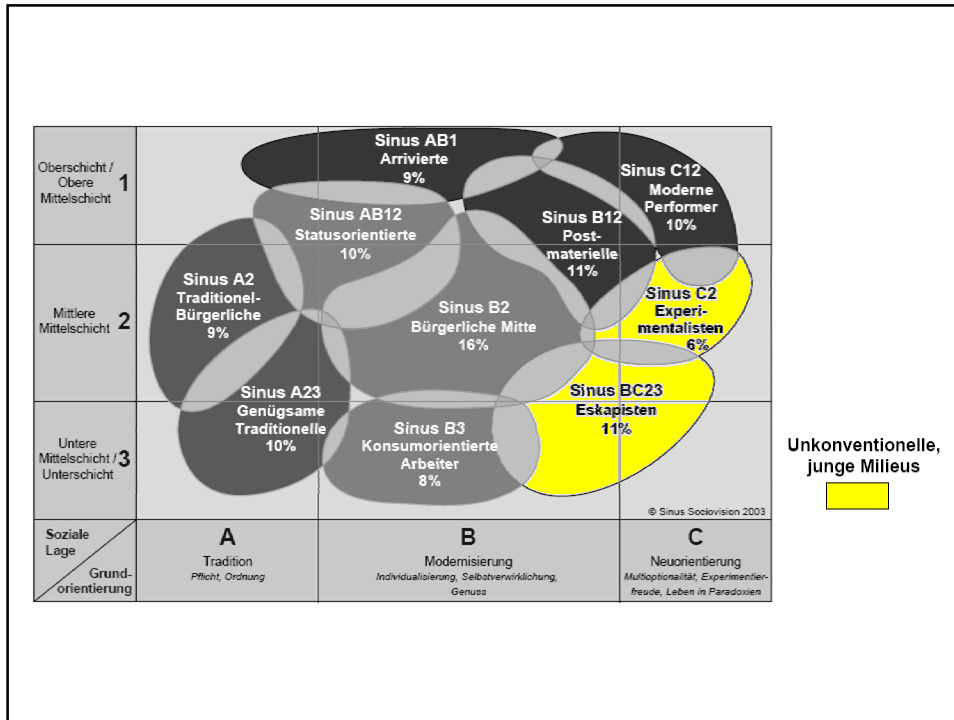 Oberschicht /
Obere
Mittelschicht
1
Sinus AB1
Arrivierte
9%
Sinus C12
Moderne
Performer
10%
Sinus AB12
Statusorientierte
10%
Sinus B12
Post-
materielle
11%
Mittlere
Mittelschicht
2
Sinus A2
Traditionel-
Bürgerliche
9%
Sinus B2
Bürgerliche Mitte
16%
Sinus C2
Experi-
mentalisten
6%
Untere
Mittelschicht /
Unterschicht
3
Sinus A23
Genügsame
Traditionelle
10%
Sinus B3
Konsumorientierte
Arbeiter
8%
Sinus BC23
Eskapisten
11%
© Sinus Sociovision 2003
Unkonventionelle,
junge Milieus
Soziale
Lage
Grund-
orientierung
A
Tradition
Pflicht, Ordnung
B
Modernisierung
Individualisierung, Selbstverwirklichung,
Genuss
C
Neuorientierung
Multioptionalität, Experimentier-
freude, Leben in Paradoxien